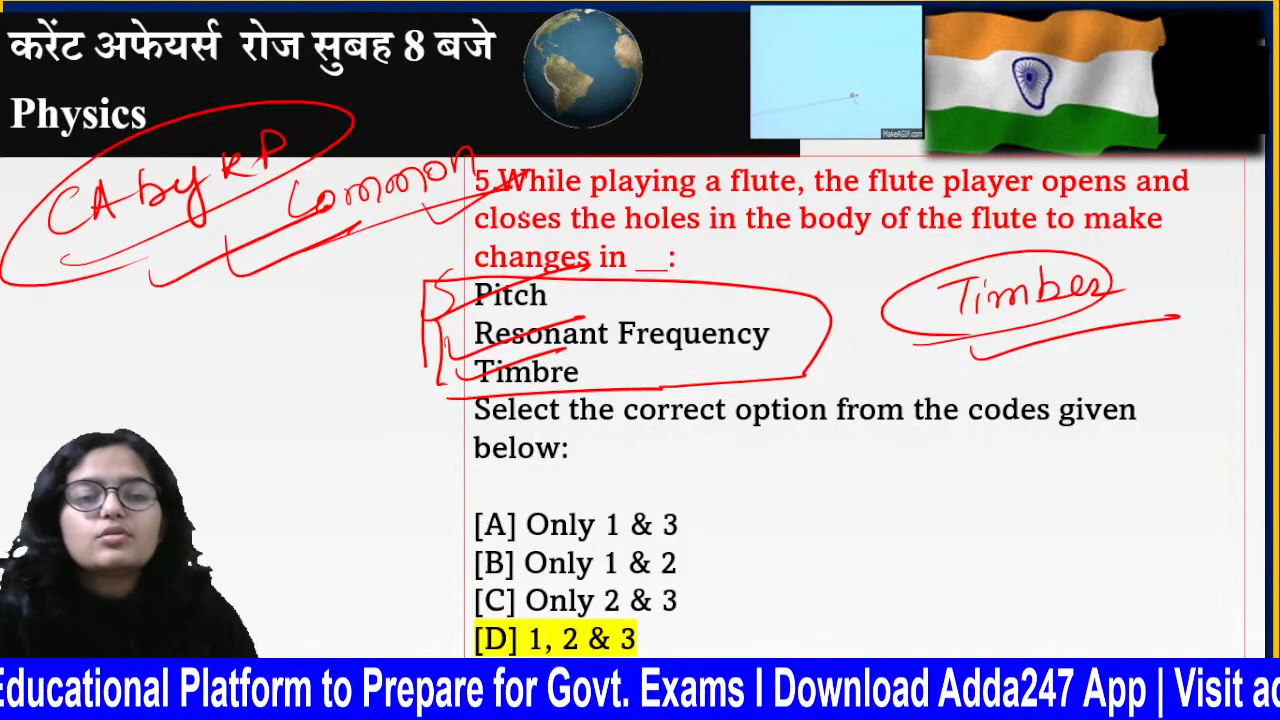 करेंट अफेयर्स रोज सुबह 8 बजे
Physics
MakeAGIF.com
CA by KP
Common
5.While playing a flute, the flute player opens and
closes the holes in the body of the flute to make
changes in __:
Pitch
Resonant Frequency
Timbre
Timber
Select the correct option from the codes given
below:
[A] Only 1 & 3
[B] Only 1 & 2
[C] Only 2 & 3
[D] 1, 2 & 3
Educational Platform to Prepare for Govt. Exams I Download Adda247 App | Visit ad